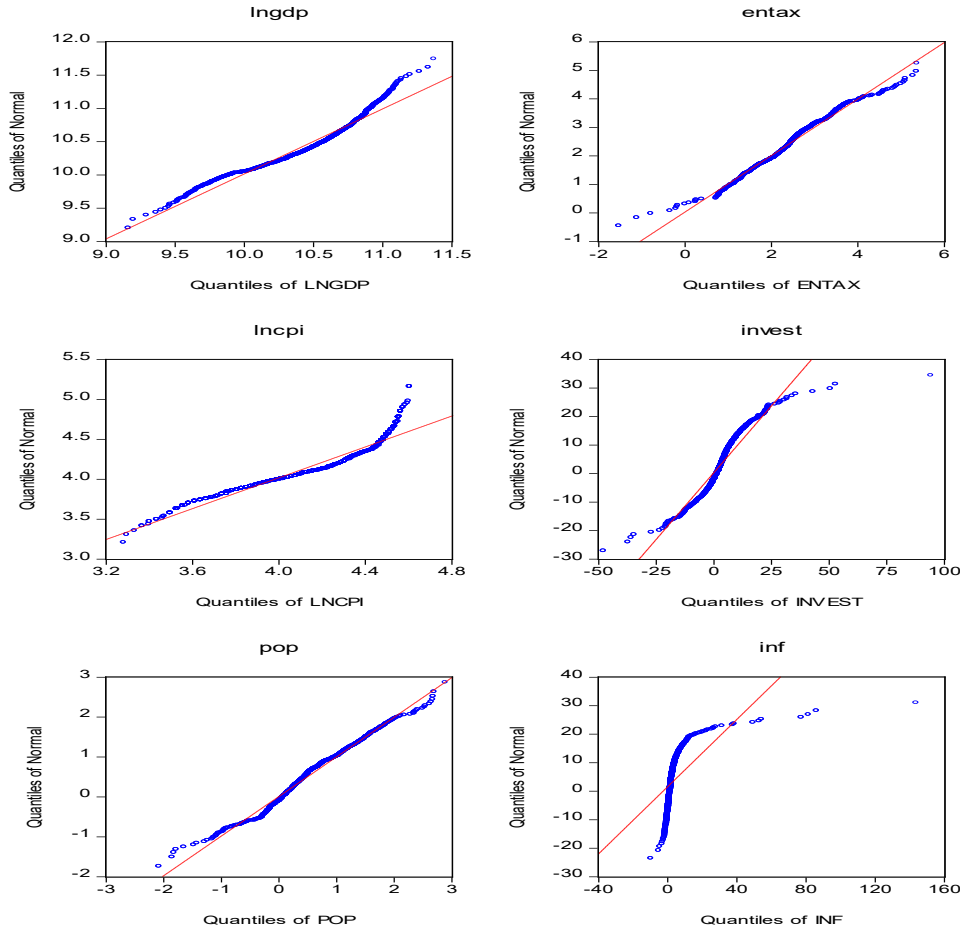 lngdp
12.0
11.5
11.0
10.5
10.0
9.5
9.0
Quantiles of Normal
9.0 9.5 10.0 10.5 11.0 11.5
Quantiles of LNGDP
entax
6
5
4
3
2
1
0
-1
Quantiles of Normal
-2 0 2 4 6
Quantiles of ENTAX
lncpi
5.5
5.0
4.5
4.0
3.5
3.0
Quantiles of Normal
3.2 3.6 4.0 4.4 4.8
Quantiles of LNCPI
invest
40
30
20
10
0
-10
-20
-30
Quantiles of Normal
-50 -25 0 25 50 75 100
Quantiles of INVEST
pop
3
2
1
0
-1
-2
Quantiles of Normal
-3 -2 -1 0 1 2 3
Quantiles of POP
inf
40
30
20
10
0
-10
-20
-30
Quantiles of Normal
-40 0 40 80 120 160
Quantiles of INF